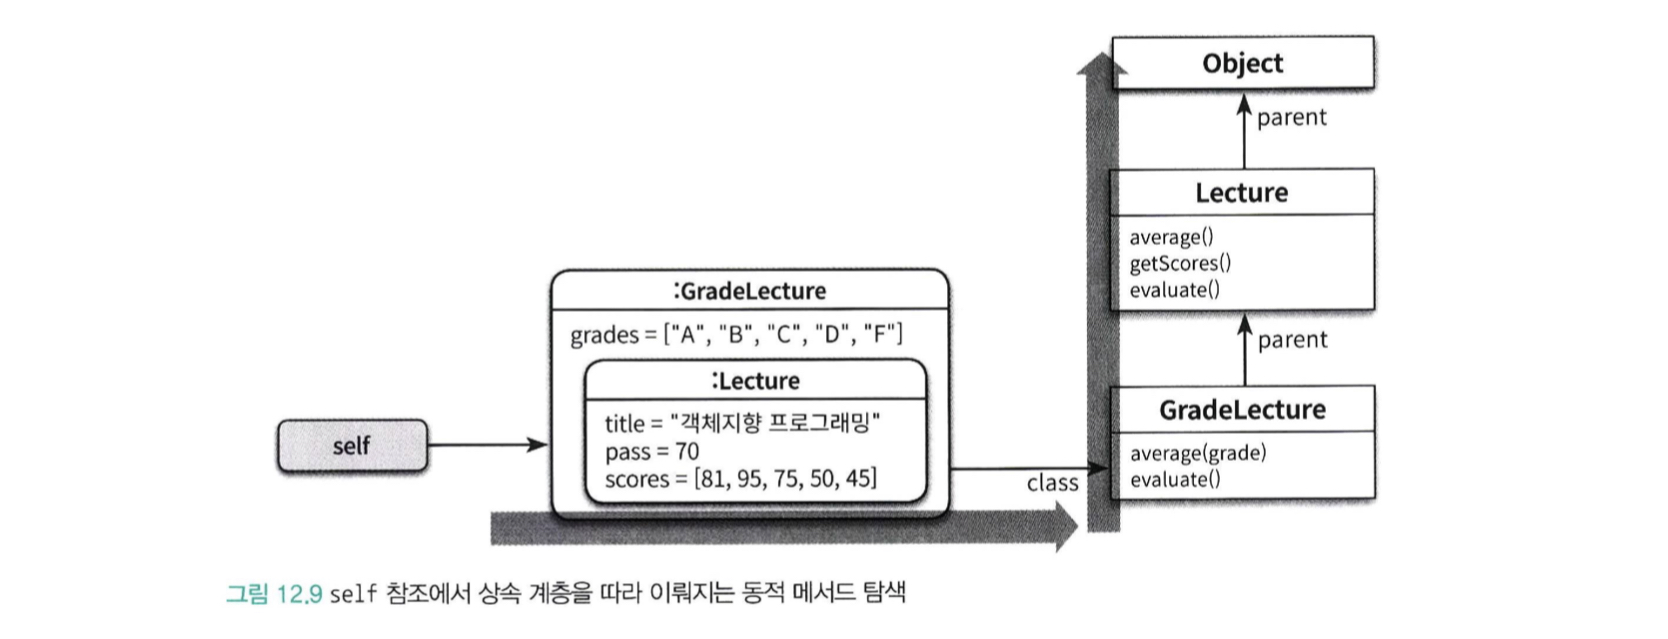 Object
parent
Lecture
average()
getScores()
evaluate()
parent
GradeLecture
average(grade)
evaluate()
:GradeLecture
grades = ["A", "B", "C", "D", "F"]
:Lecture
title = "객체지향 프로그래밍"
pass = 70
scores = [81, 95, 75, 50, 45]
self
class
그림 12.9 self 참조에서 상속 계층을 따라 이뤄지는 동적 메서드 탐색